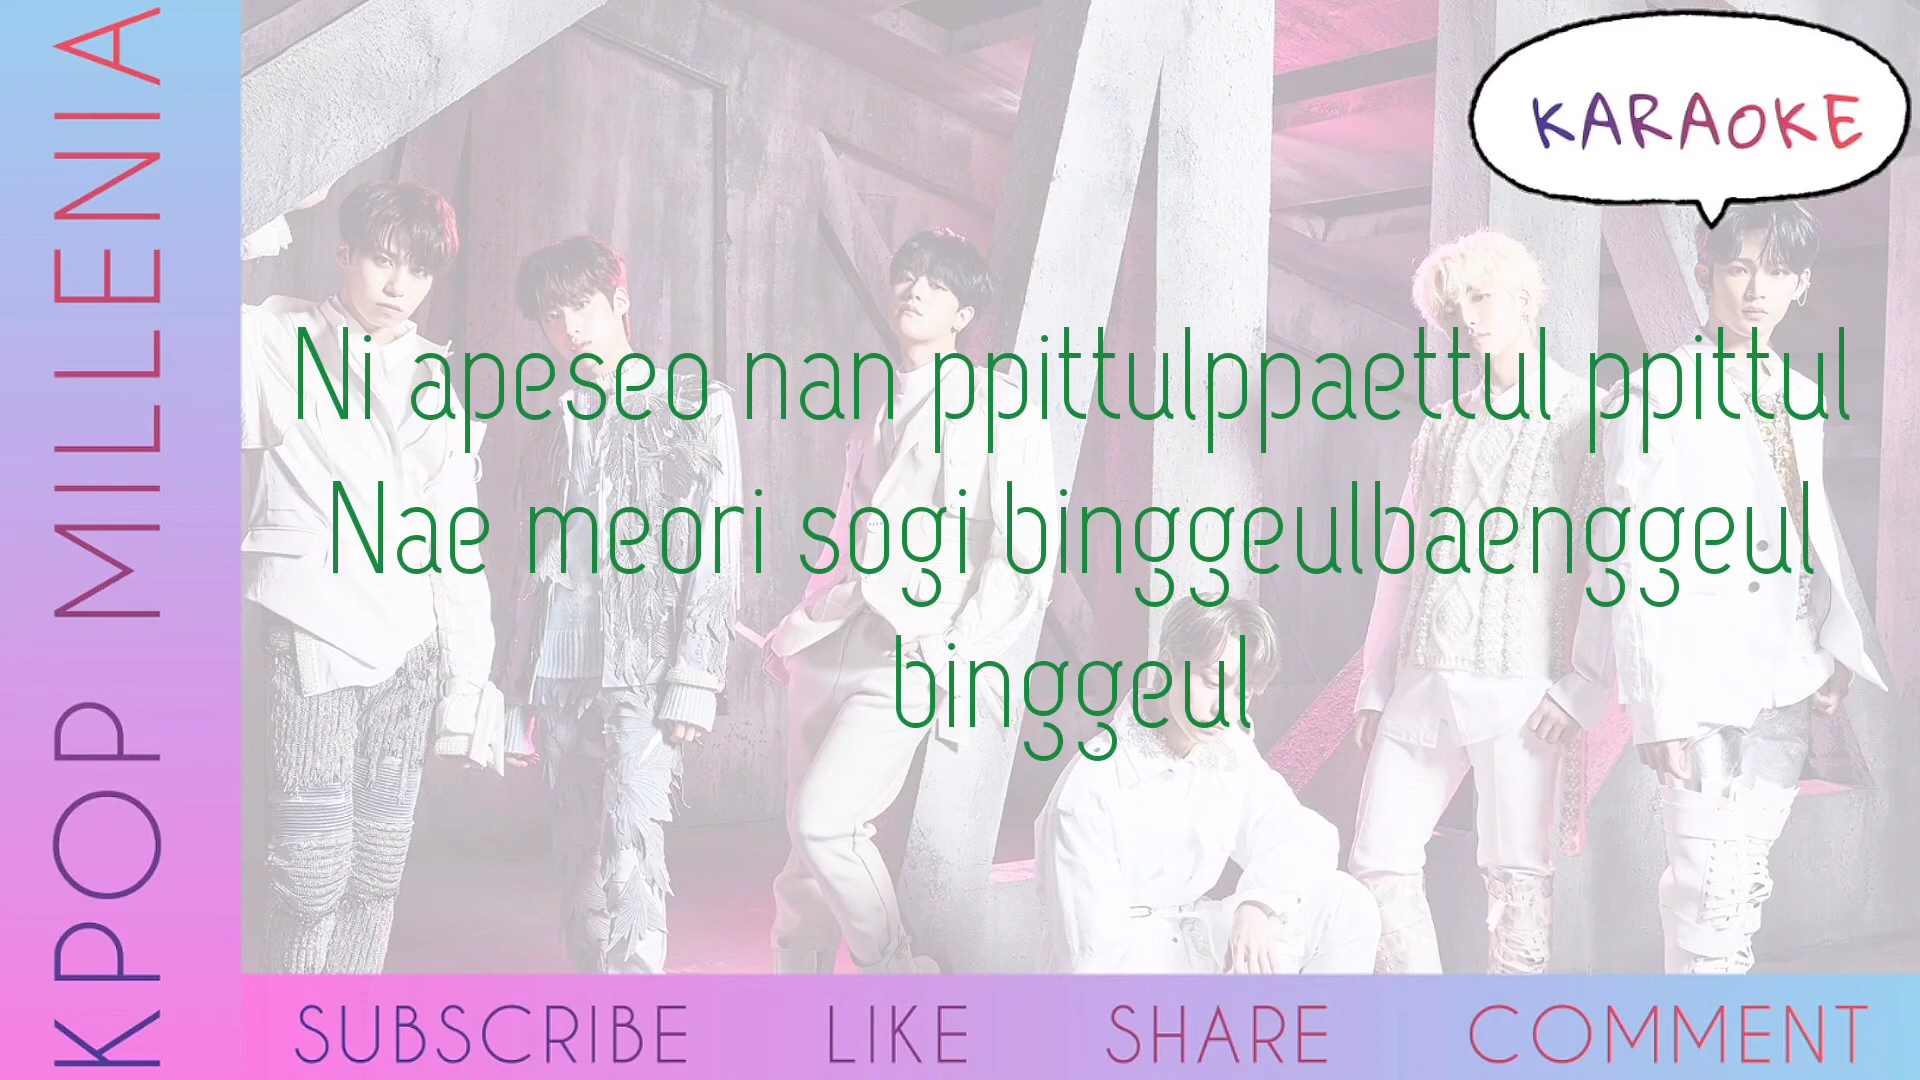 KPOP MILLENIA
KARAOKE
Ni apeseo nan ppittulppaettul ppittul
Nae meori sogi binggeulbaenggeul
binggeul
SUBSCRIBE LIKE SHARE COMMENT